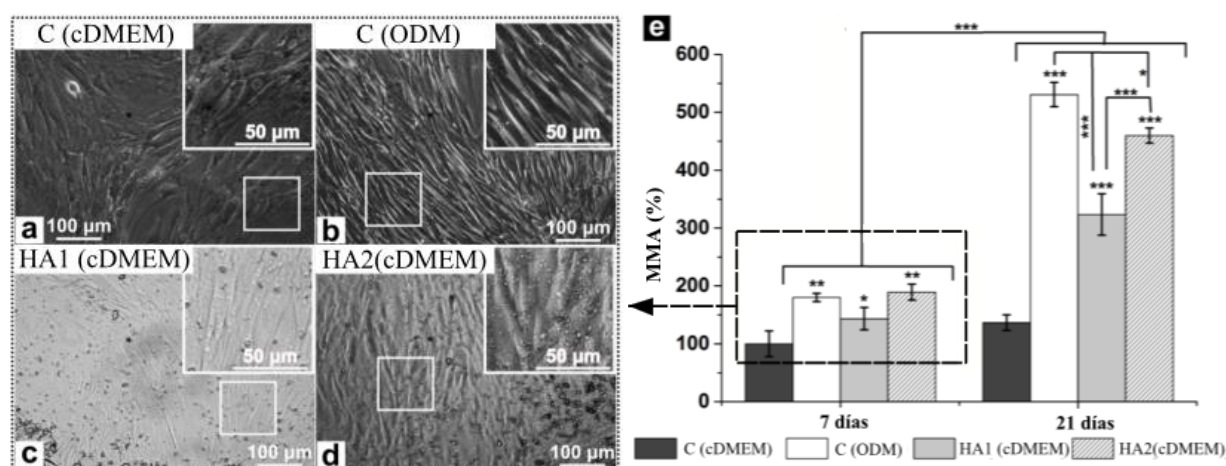 C (cDMEM)
50 µm
a
100 µm
C (ODM)
50 µm
b
100 µm
HA1 (cDMEM)
50 µm
c
100 µm
HA2(cDMEM)
50 µm
d
100 µm
e
MMA (%)
600
500
400
300
200
100
0
***
***
*
***
***
***
***
**
*
**
7 días
21 días
C (cDMEM)
C (ODM)
HA1 (cDMEM)
HA2(cDMEM)